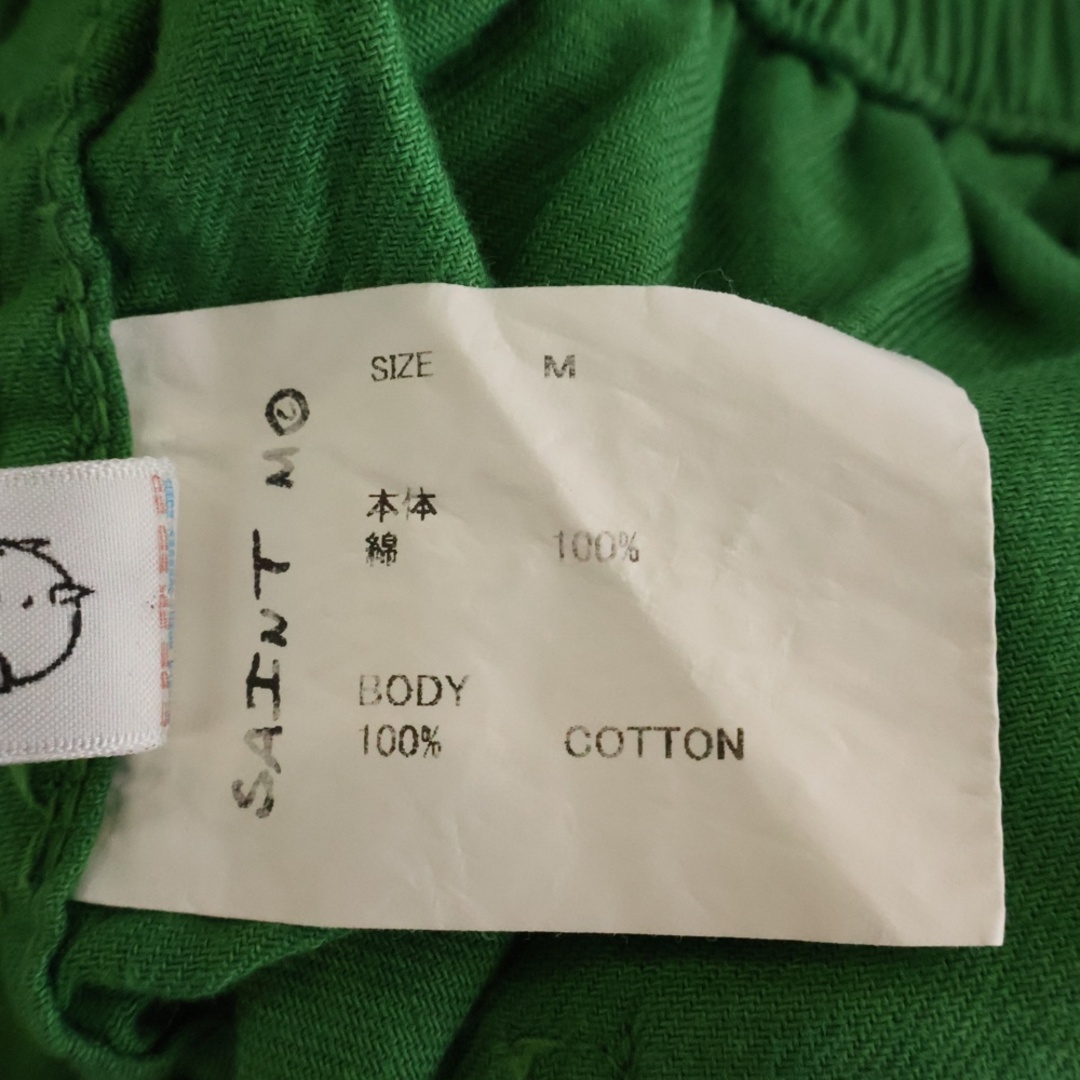 SAINT MO
SIZE M
本体
綿 100%
BODY
100% COTTON